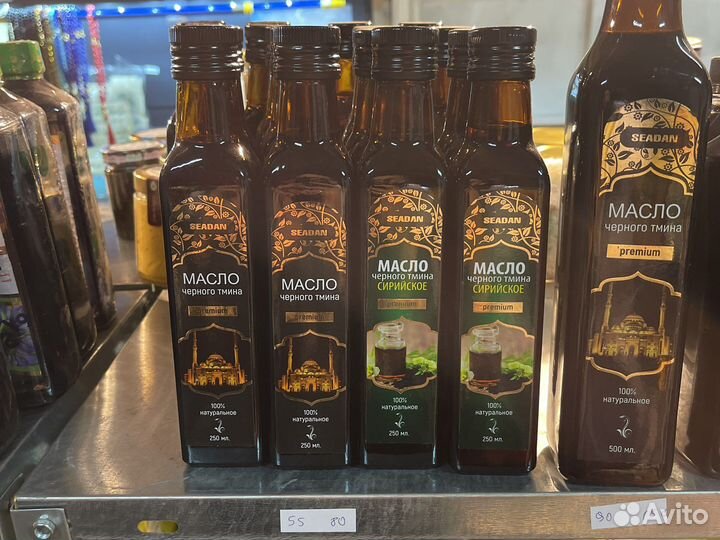 SEADAN
МАСЛО
черного тмина
premium
100%
натуральное
250 мл.
SEADAN
МАСЛО
черного тмина
premium
100%
натуральное
250 мл.
SEADAN
МАСЛО
черного тмина
СИРИЙСКОЕ
premium
100%
натуральное
250 мл.
SEADAN
МАСЛО
черного тмина
СИРИЙСКОЕ
premium
100%
натуральное
250 мл.
SEADAN
МАСЛО
черного тмина
premium
100%
натуральное
500 мл.
55 80
90
Avito